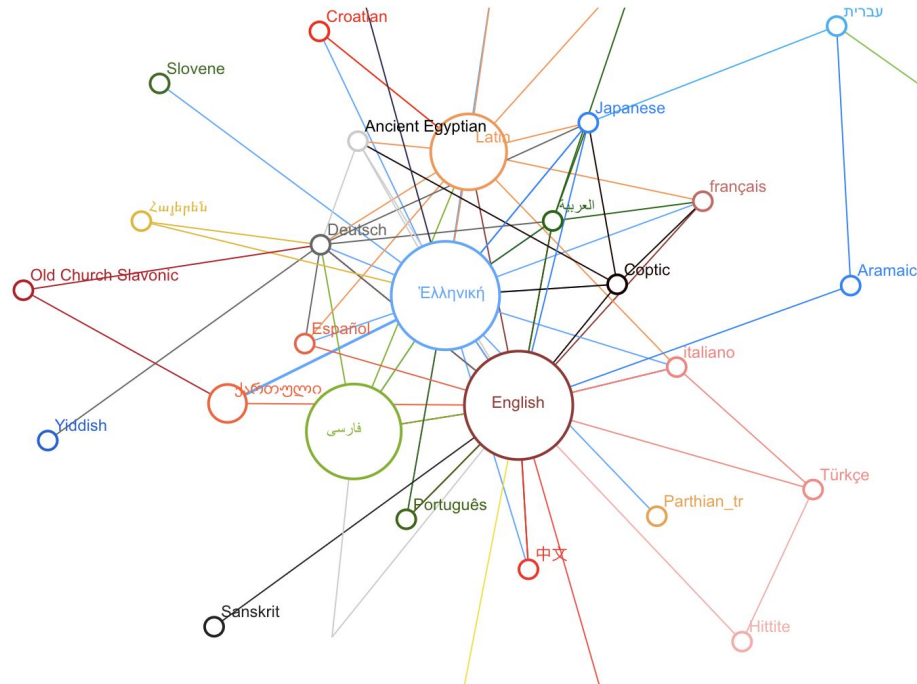 Croatian
עברית
Slovene
Japanese
Ancient Egyptian
Latin
français
Հայերեն
العربية
Deutsch
Old Church Slavonic
Coptic
Aramaic
Ἑλληνική
Español
italiano
ქართული
English
فارسی
Yiddish
Türkçe
Português
Parthian_tr
中文
Sanskrit
Hittite